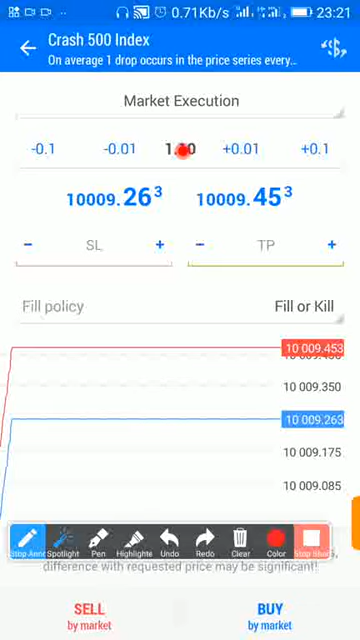 0.71Kb/s 23:21
Crash 500 Index
On average 1 drop occurs in the price series every…
Market Execution
-0.1 -0.01 +0.01 +0.1
10009.26³ 10009.45³
− SL + − TP +
Fill policy Fill or Kill
10 009.453
10 009.350
10 009.263
10 009.175
10 009.085
Spotlight Pen Highlighte Undo Redo Clear Color
difference with requested price may be significant!
SELL BUY
by market by market